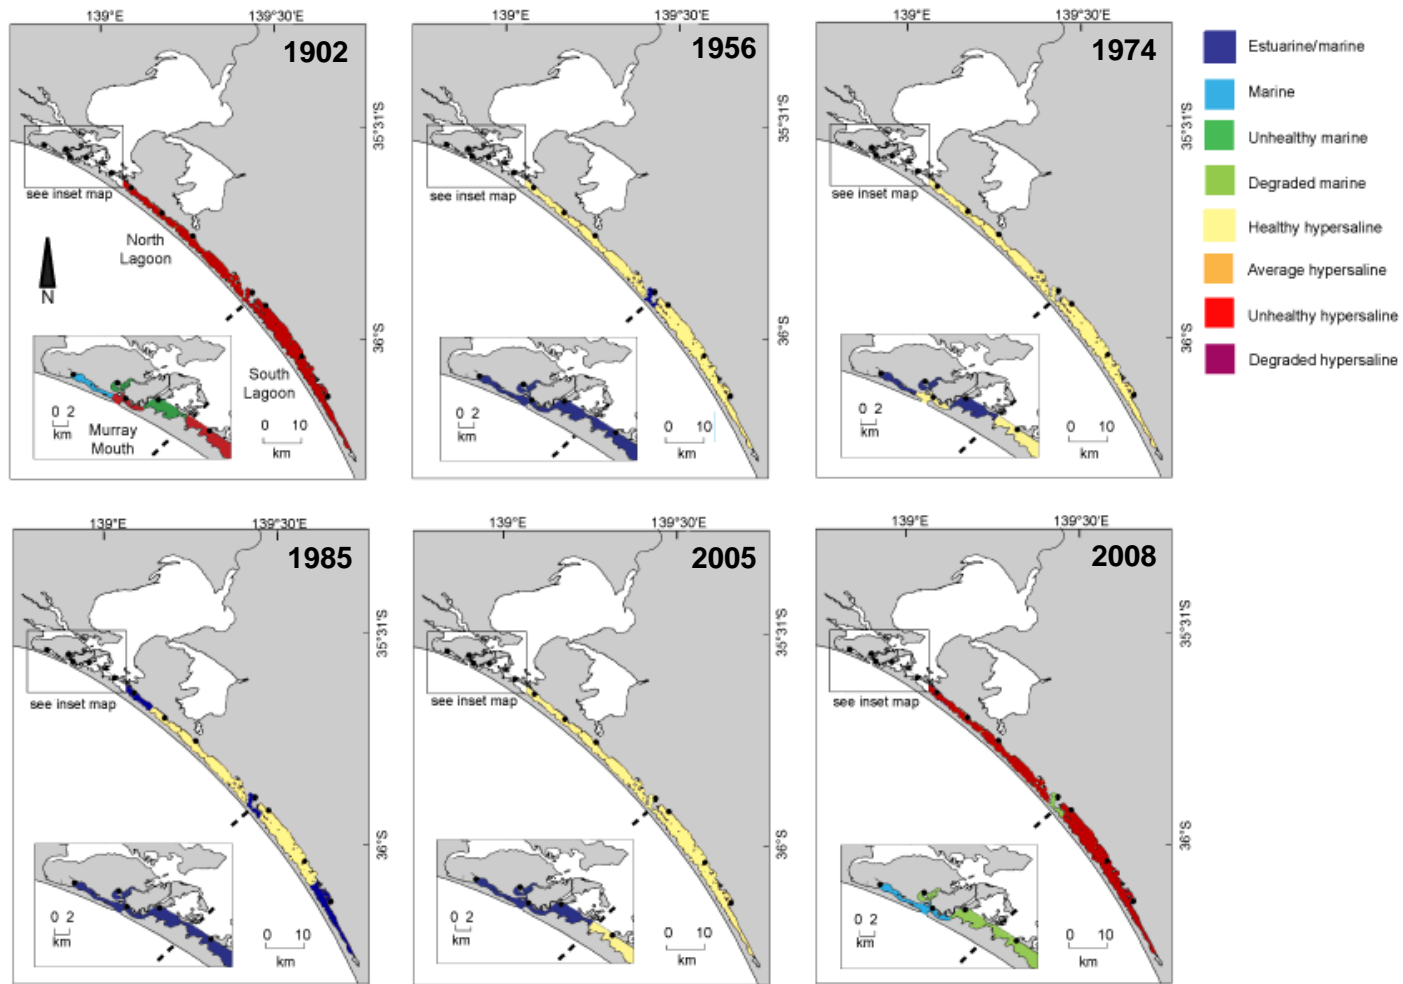 139°E 139°30'E
1902
35°31'S
see inset map
North
Lagoon
N
36°S
South
Lagoon
0 2
km
Murray
Mouth
0 10
km
139°E 139°30'E
1956
35°31'S
see inset map
36°S
0 2
km
0 10
km
139°E 139°30'E
1974
35°31'S
see inset map
36°S
0 2
km
0 10
km
Estuarine/marine
Marine
Unhealthy marine
Degraded marine
Healthy hypersaline
Average hypersaline
Unhealthy hypersaline
Degraded hypersaline
139°E 139°30'E
1985
35°31'S
see inset map
36°S
0 2
km
0 10
km
139°E 139°30'E
2005
35°31'S
see inset map
36°S
0 2
km
0 10
km
139°E 139°30'E
2008
35°31'S
see inset map
36°S
0 2
km
0 10
km